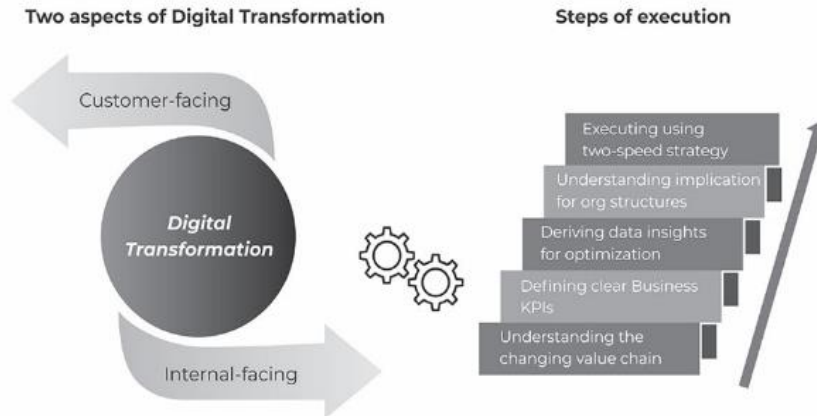 Two aspects of Digital Transformation
Customer-facing
Digital
Transformation
Internal-facing
Steps of execution
Executing using
two-speed strategy
Understanding implication
for org structures
Deriving data insights
for optimization
Defining clear Business
KPIs
Understanding the
changing value chain